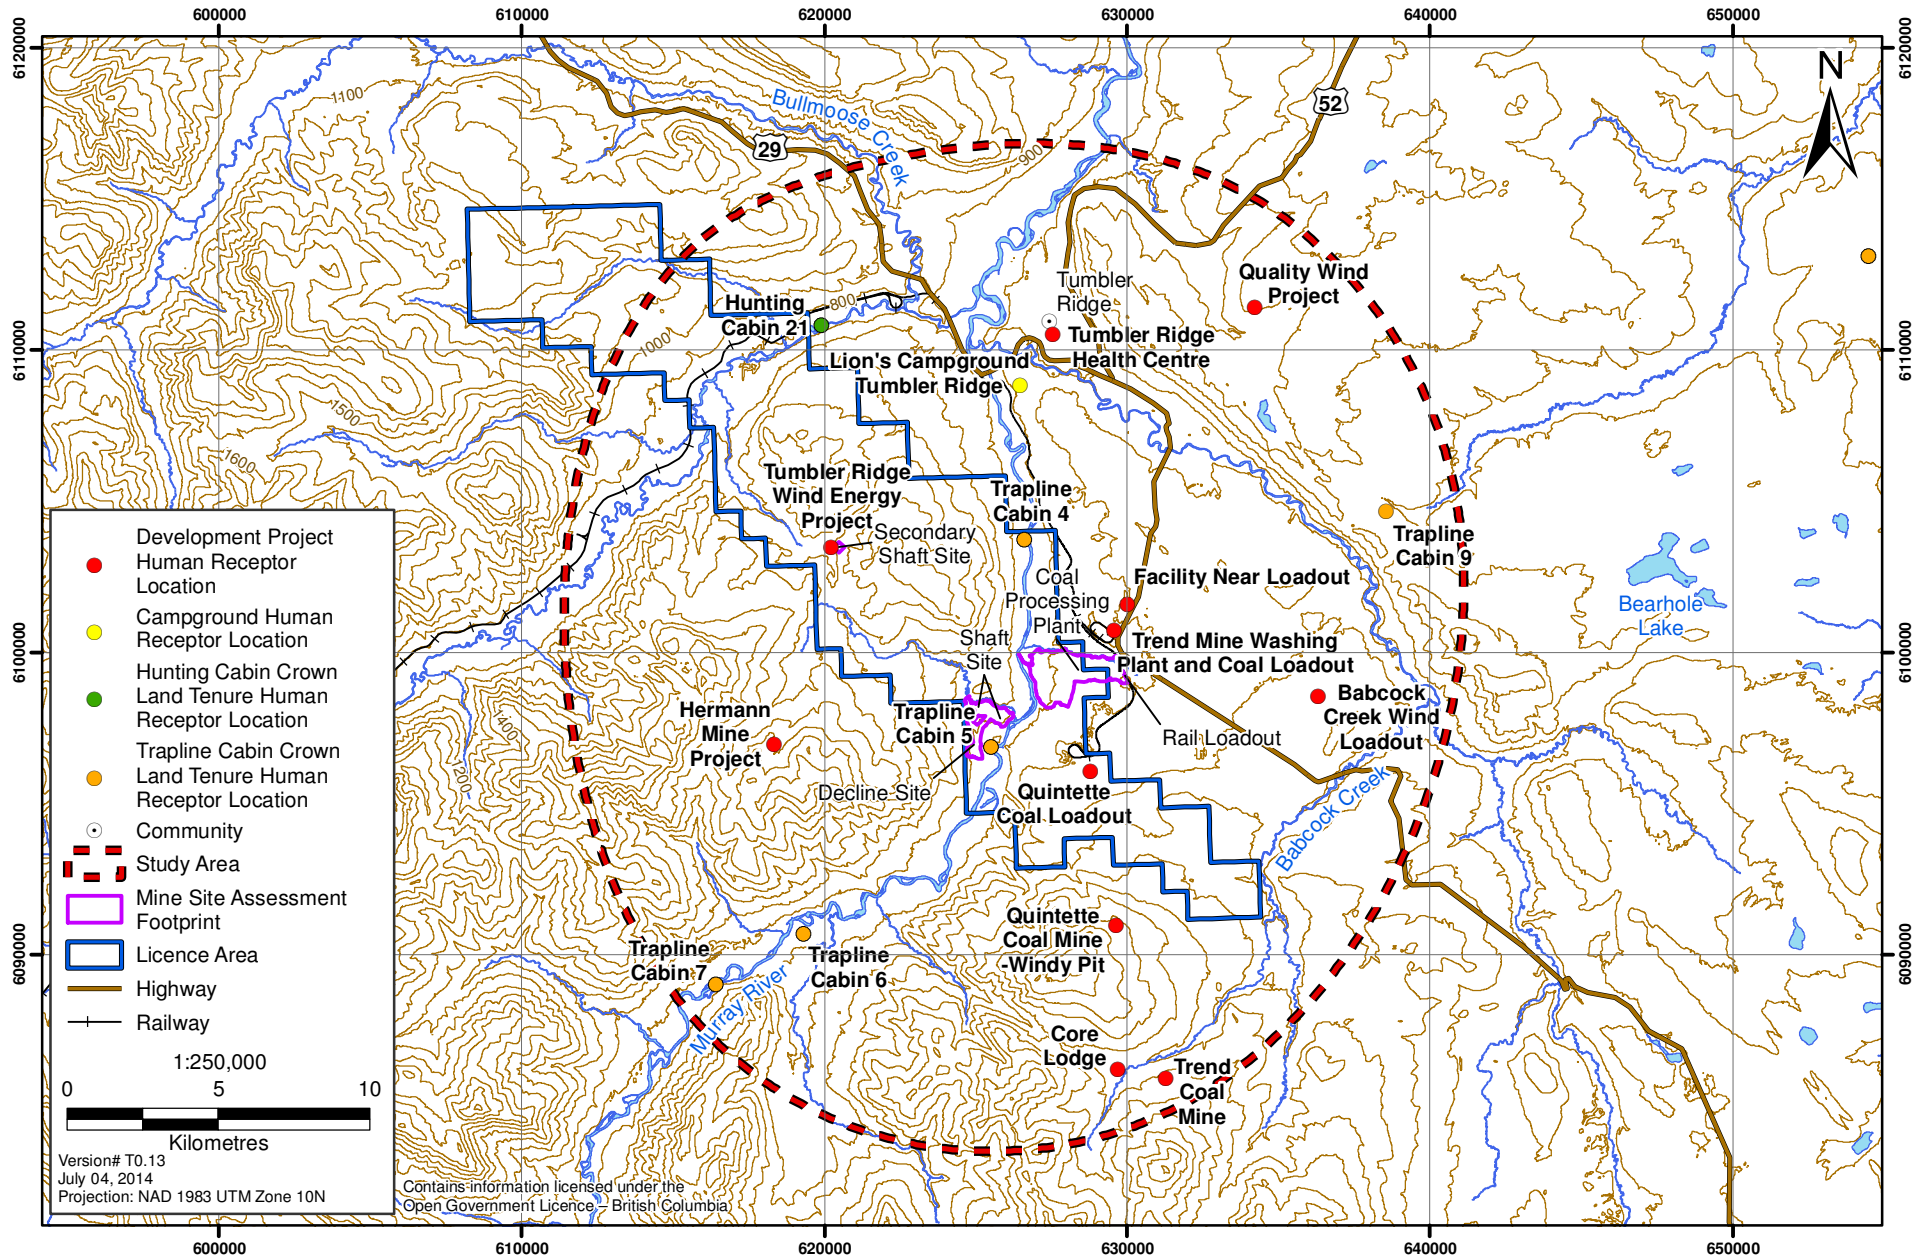 600000
610000
620000
630000
640000
650000
6120000
6120000
N
1100
Bullmoose Creek
52
29
900
Tumbler
Ridge
Quality Wind
Project
Hunting
Cabin 21
800
1000
Tumbler Ridge
Health Centre
6110000
6110000
Lion's Campground
Tumbler Ridge
1500
1600
Tumbler Ridge
Wind Energy
Project
Trapline
Cabin 4
Secondary
Shaft Site
Trapline
Cabin 9
Coal
Processing
Plant
Facility Near Loadout
Bearhole
Lake
Shaft
Site
Trend Mine Washing
Plant and Coal Loadout
6100000
6100000
Hermann
Mine
Project
Trapline
Cabin 5
Babcock
Creek Wind
Loadout
Rail Loadout
1400
1200
Decline Site
Quintette
Coal Loadout
Babcock Creek
Quintette
Coal Mine
-Windy Pit
Trapline
Cabin 7
Trapline
Cabin 6
6090000
6090000
Murray River
Core
Lodge
Trend
Coal
Mine
Development Project
Human Receptor
Location
Campground Human
Receptor Location
Hunting Cabin Crown
Land Tenure Human
Receptor Location
Trapline Cabin Crown
Land Tenure Human
Receptor Location
Community
Study Area
Mine Site Assessment
Footprint
Licence Area
Highway
Railway
1:250,000
0 5 10
Kilometres
Version# T0.13
July 04, 2014
Projection: NAD 1983 UTM Zone 10N
Contains information licensed under the
Open Government Licence – British Columbia
600000
610000
620000
630000
640000
650000